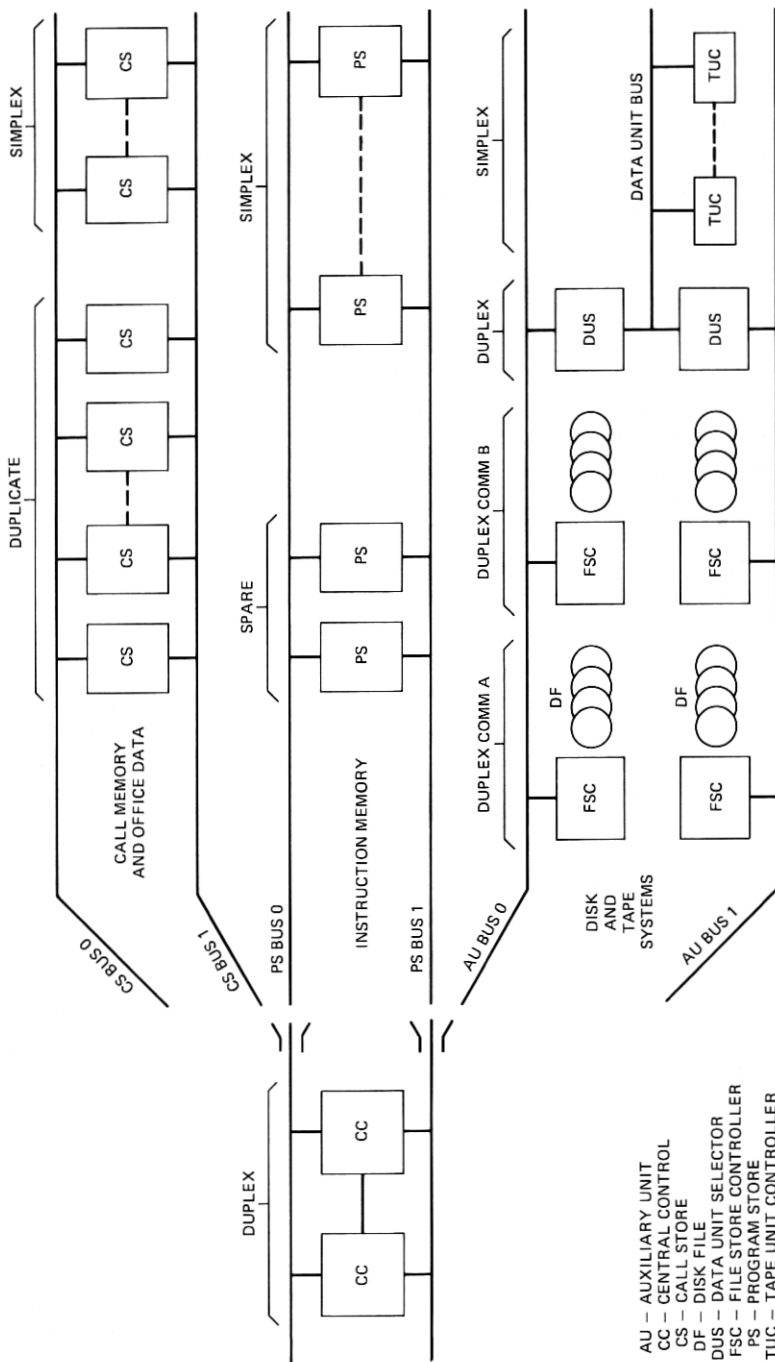 DUPLEX
CC
CC
CS BUS 0
CS BUS 1
CALL MEMORY
AND OFFICE DATA
DUPLICATE
CS
CS
CS
CS
SIMPLEX
CS
CS
PS BUS 0
PS BUS 1
INSTRUCTION MEMORY
SPARE
PS
PS
SIMPLEX
PS
PS
AU BUS 0
AU BUS 1
DISK
AND
TAPE
SYSTEMS
DUPLEX COMM A
DF
FSC
DF
FSC
DUPLEX COMM B
FSC
FSC
DUPLEX
DUS
DUS
SIMPLEX
DATA UNIT BUS
TUC
TUC
AU – AUXILIARY UNIT
CC – CENTRAL CONTROL
CS – CALL STORE
DF – DISK FILE
DUS – DATA UNIT SELECTOR
FSC – FILE STORE CONTROLLER
PS – PROGRAM STORE
TUC – TAPE UNIT CONTROLLER